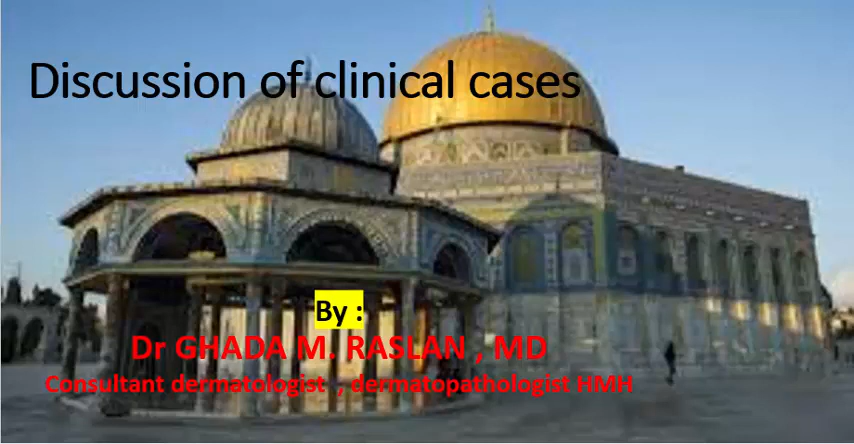 Discussion of clinical cases
By :
Dr GHADA M. RASLAN , MD
Consultant dermatologist , dermatopathologist HMH